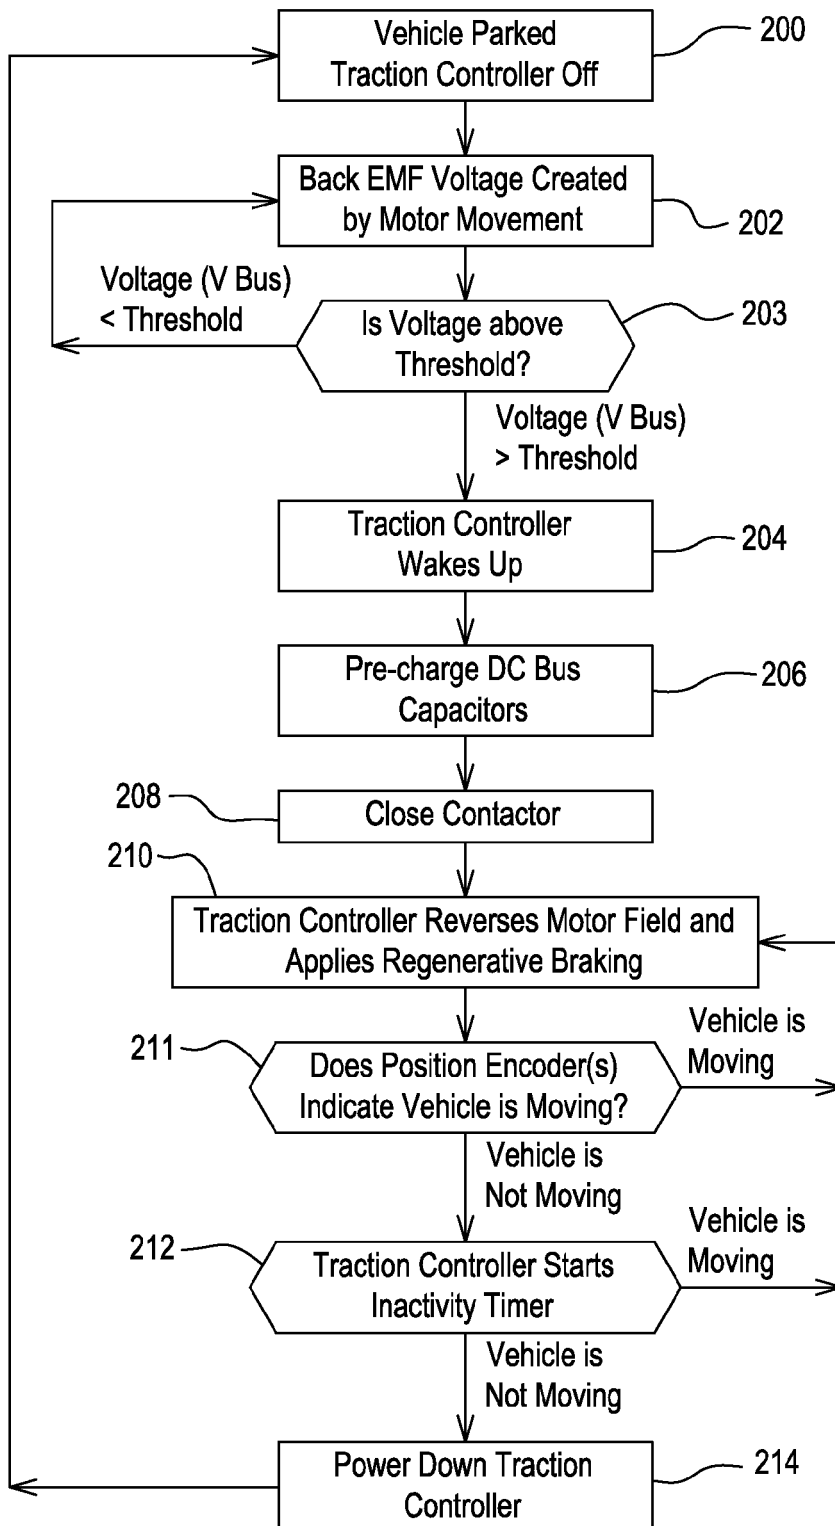 Vehicle Parked
Traction Controller Off
200
Back EMF Voltage Created
by Motor Movement
202
Voltage (V Bus)
< Threshold
Is Voltage above
Threshold?
203
Voltage (V Bus)
> Threshold
Traction Controller
Wakes Up
204
Pre-charge DC Bus
Capacitors
206
208
Close Contactor
210
Traction Controller Reverses Motor Field and
Applies Regenerative Braking
211
Does Position Encoder(s)
Indicate Vehicle is Moving?
Vehicle is
Moving
Vehicle is
Not Moving
212
Traction Controller Starts
Inactivity Timer
Vehicle is
Moving
Vehicle is
Not Moving
Power Down Traction
Controller
214